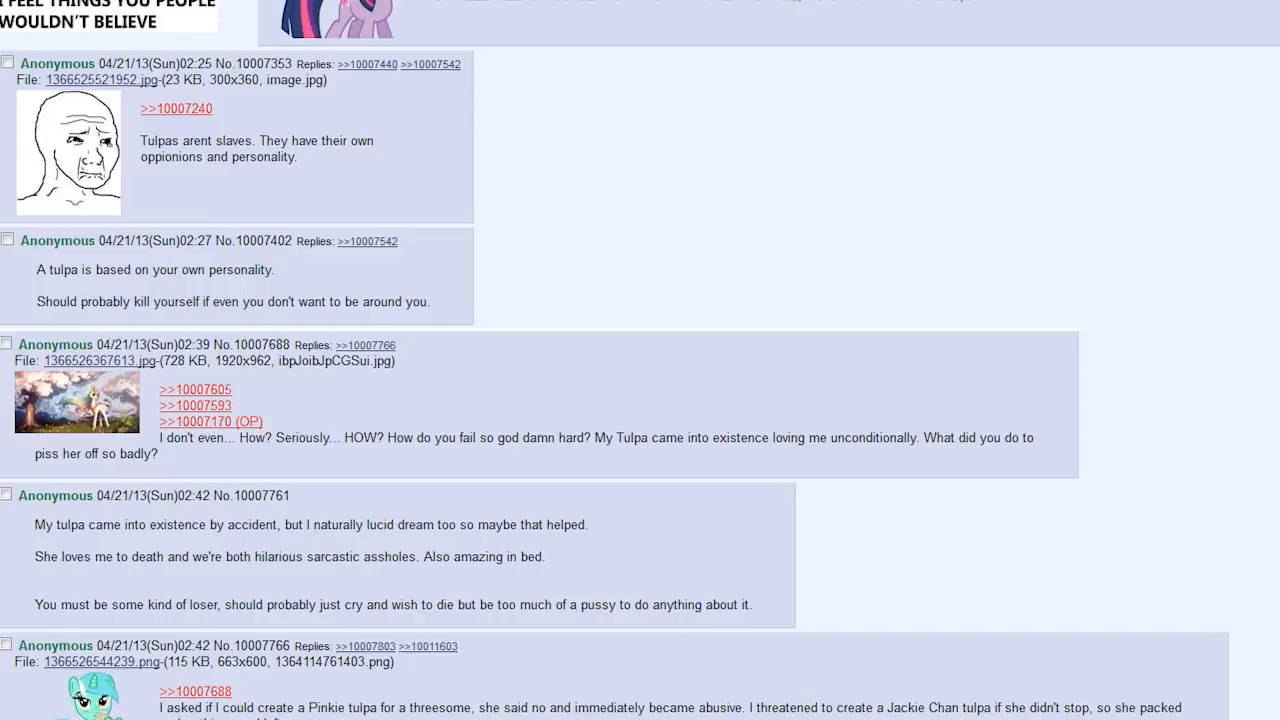 I FEEL THINGS YOU PEOPLE
WOULDN'T BELIEVE
Anonymous 04/21/13(Sun)02:25 No.10007353 Replies: >>10007440 >>10007542
File: 1366525521952.jpg-(23 KB, 300x360, image.jpg)
>>10007240
Tulpas arent slaves. They have their own
oppionions and personality.
Anonymous 04/21/13(Sun)02:27 No.10007402 Replies: >>10007542
A tulpa is based on your own personality.
Should probably kill yourself if even you don't want to be around you.
Anonymous 04/21/13(Sun)02:39 No.10007688 Replies: >>10007766
File: 1366526367613.jpg-(728 KB, 1920x962, ibpJoibJpCGSui.jpg)
>>10007605
>>10007593
>>10007170 (OP)
I don't even... How? Seriously... HOW? How do you fail so god damn hard? My Tulpa came into existence loving me unconditionally. What did you do to
piss her off so badly?
Anonymous 04/21/13(Sun)02:42 No.10007761
My tulpa came into existence by accident, but I naturally lucid dream too so maybe that helped.
She loves me to death and we're both hilarious sarcastic assholes. Also amazing in bed.
You must be some kind of loser, should probably just cry and wish to die but be too much of a pussy to do anything about it.
Anonymous 04/21/13(Sun)02:42 No.10007766 Replies: >>10007803 >>10011603
File: 1366526544239.png-(115 KB, 663x600, 1364114761403.png)
>>10007688
I asked if I could create a Pinkie tulpa for a threesome, she said no and immediately became abusive. I threatened to create a Jackie Chan tulpa if she didn't stop, so she packed